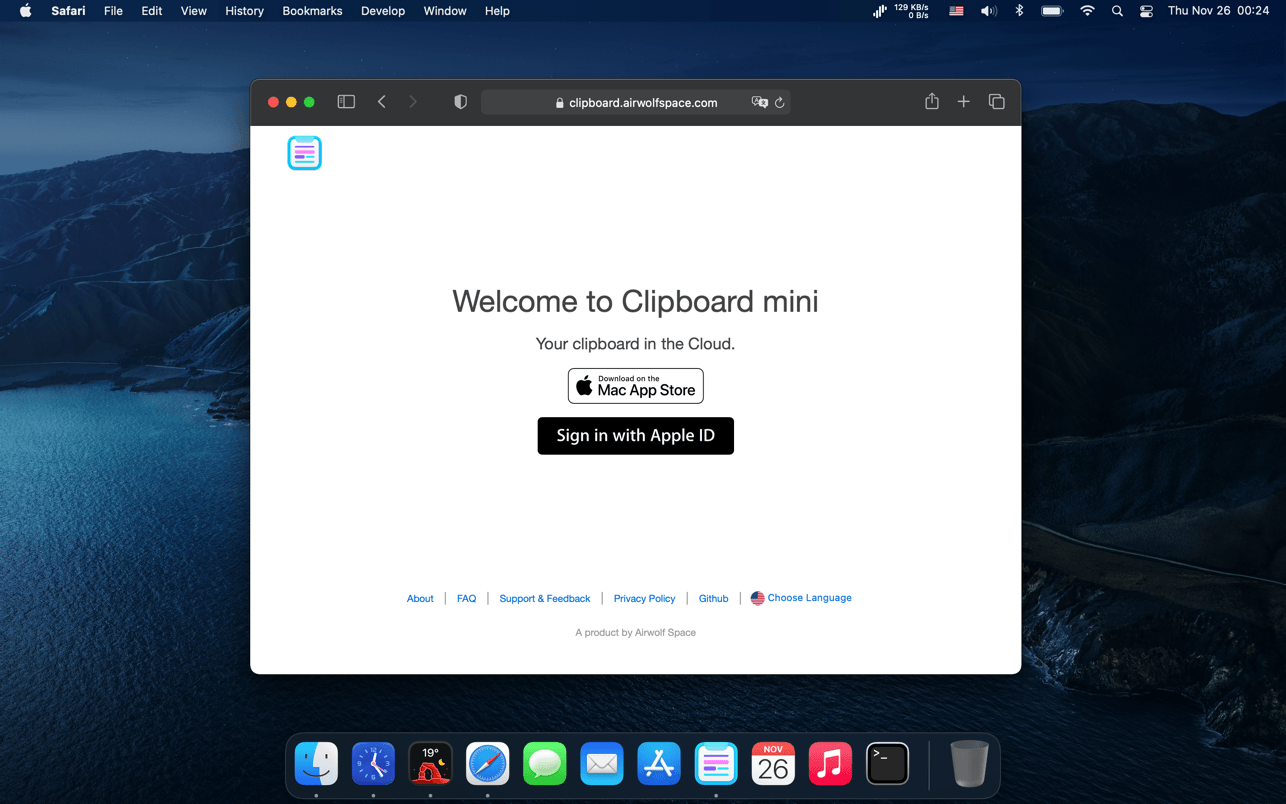 Safari File Edit View History Bookmarks Develop Window Help 129 KB/s Thu Nov 26 00:24
0 B/s
clipboard.airwolfspace.com
Welcome to Clipboard mini
Your clipboard in the Cloud.
Download on the
Mac App Store
Sign in with Apple ID
About FAQ Support & Feedback Privacy Policy Github Choose Language
A product by Airwolf Space
19°
NOV
26
>_